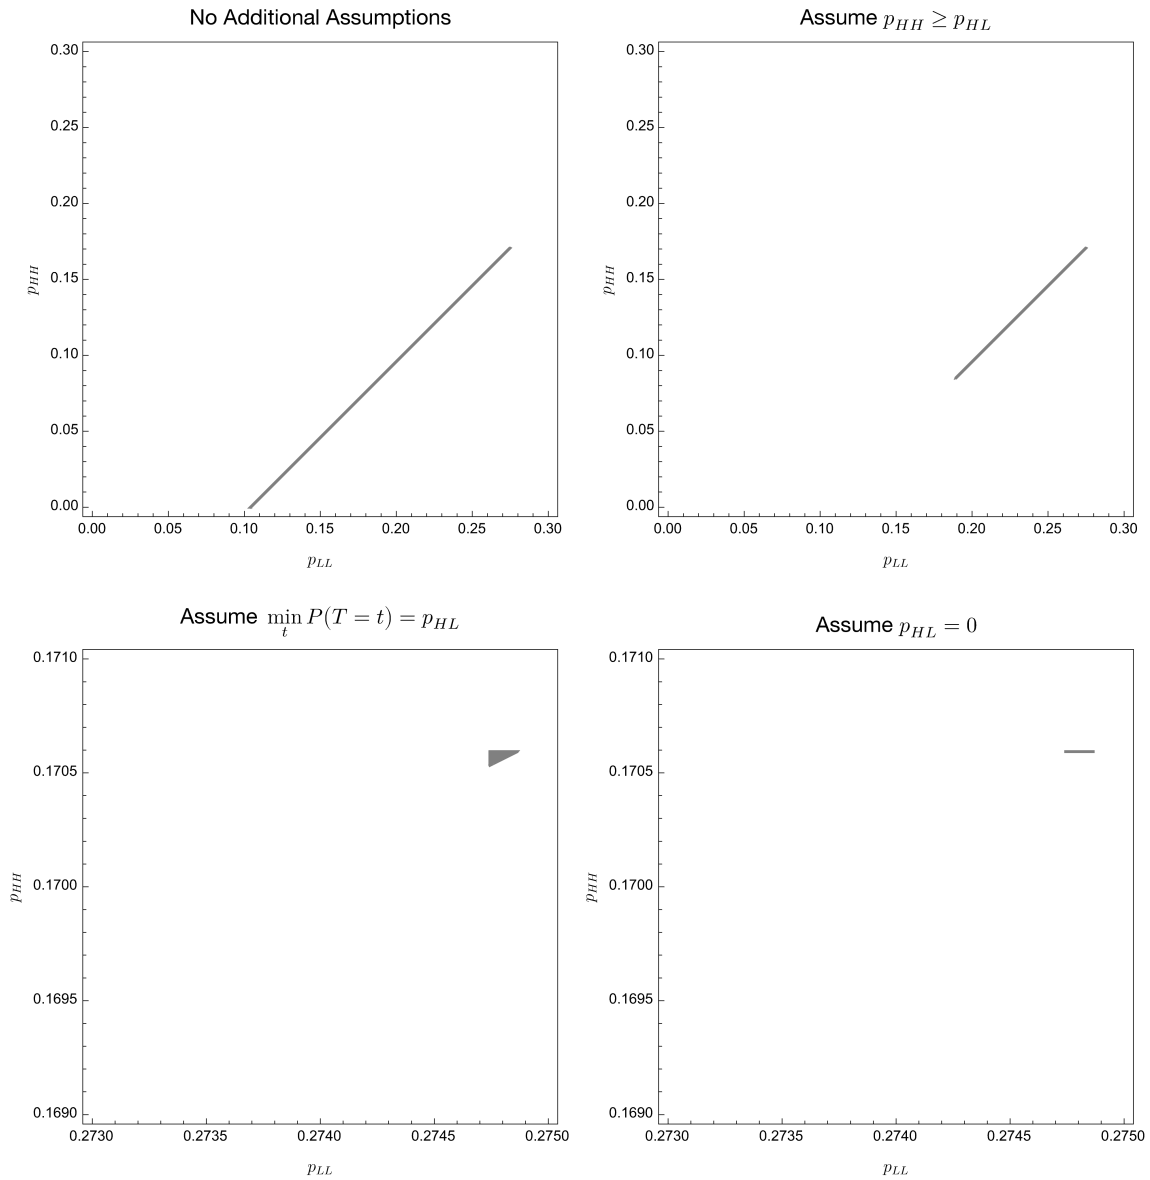 No Additional Assumptions
0.30
0.25
0.20
0.15
0.10
0.05
0.00
p_{HH}
0.00 0.05 0.10 0.15 0.20 0.25 0.30
p_{LL}
Assume p_{HH} ≥ p_{HL}
0.30
0.25
0.20
0.15
0.10
0.05
0.00
p_{HH}
0.00 0.05 0.10 0.15 0.20 0.25 0.30
p_{LL}
Assume min_t P(T = t) = p_{HL}
0.1710
0.1705
0.1700
0.1695
0.1690
p_{HH}
0.2730 0.2735 0.2740 0.2745 0.2750
p_{LL}
Assume p_{HL} = 0
0.1710
0.1705
0.1700
0.1695
0.1690
p_{HH}
0.2730 0.2735 0.2740 0.2745 0.2750
p_{LL}